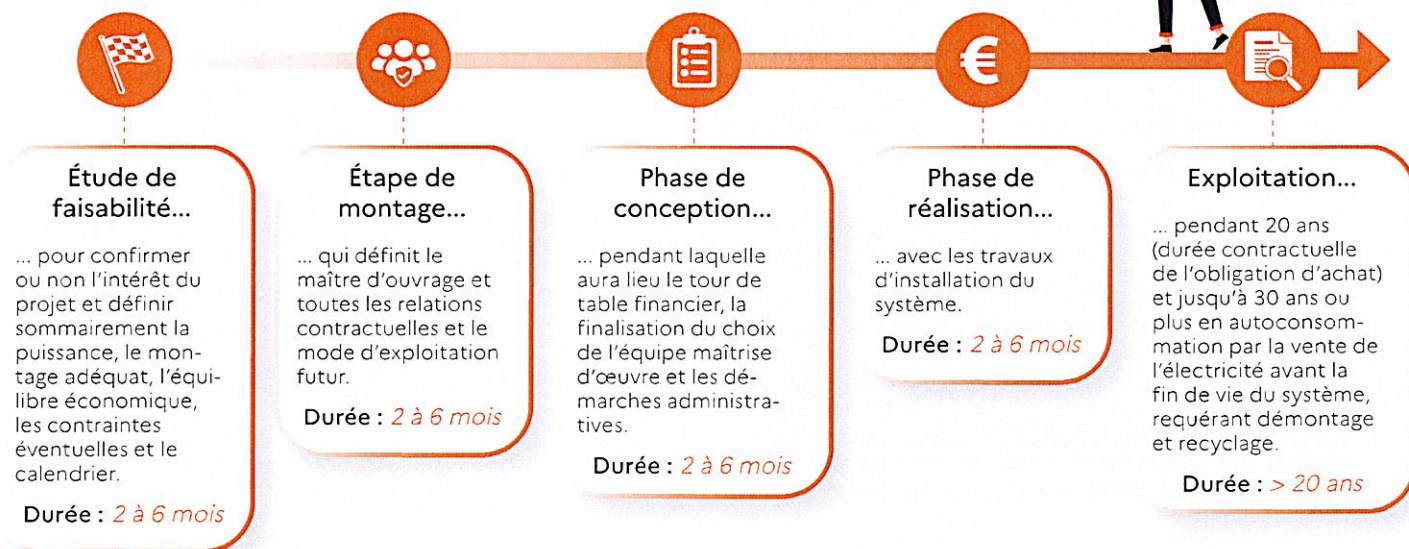 €
Étude de
faisabilité...
... pour confirmer
ou non l'intérêt du
projet et définir
sommairement la
puissance, le mon-
tage adéquat, l'équi-
libre économique,
les contraintes
éventuelles et le
calendrier.
Durée : 2 à 6 mois
Étape de
montage...
... qui définit le
maître d'ouvrage et
toutes les relations
contractuelles et le
mode d'exploitation
futur.
Durée : 2 à 6 mois
Phase de
conception...
... pendant laquelle
aura lieu le tour de
table financier, la
finalisation du choix
de l'équipe maîtrise
d'œuvre et les dé-
marches administra-
tives.
Durée : 2 à 6 mois
Phase de
réalisation...
... avec les travaux
d'installation du
système.
Durée : 2 à 6 mois
Exploitation...
... pendant 20 ans
(durée contractuelle
de l'obligation d'achat)
et jusqu'à 30 ans ou
plus en autoconsom-
mation par la vente de
l'électricité avant la
fin de vie du système,
requérant démontage
et recyclage.
Durée : > 20 ans